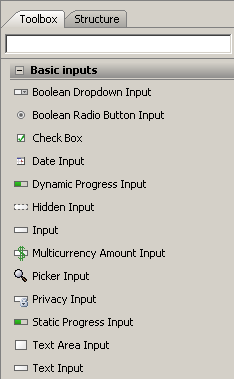 Toolbox Structure
Basic inputs
Boolean Dropdown Input
Boolean Radio Button Input
Check Box
Date Input
Dynamic Progress Input
Hidden Input
Input
Multicurrency Amount Input
Picker Input
Privacy Input
Static Progress Input
Text Area Input
Text Input